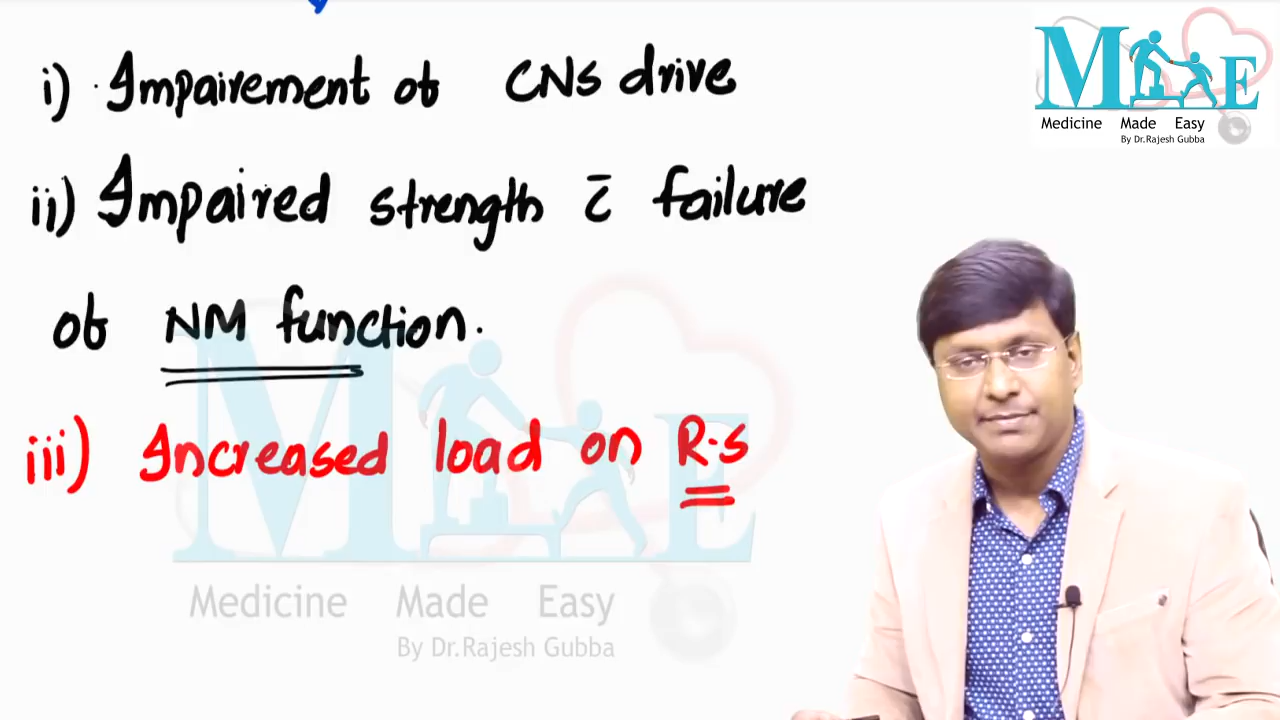 i) Impairement of CNS drive
ii) Impaired strength c̄ failure
of NM function.
iii) Increased load on R.S
M E
Medicine Made Easy
By Dr.Rajesh Gubba
M E
Medicine Made Easy
By Dr.Rajesh Gubba